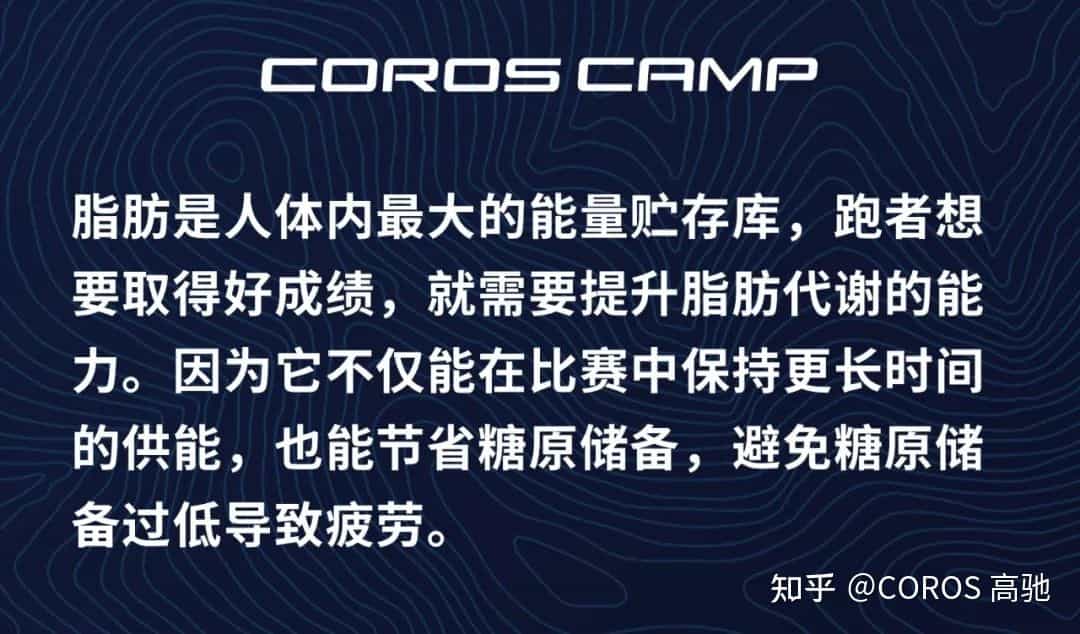 COROS CAMP
脂肪是人体内最大的能量贮存库，跑者想
要取得好成绩，就需要提升脂肪代谢的能
力。因为它不仅能在比赛中保持更长时间
的供能，也能节省糖原储备，避免糖原储
备过低导致疲劳。
知乎 @COROS 高驰